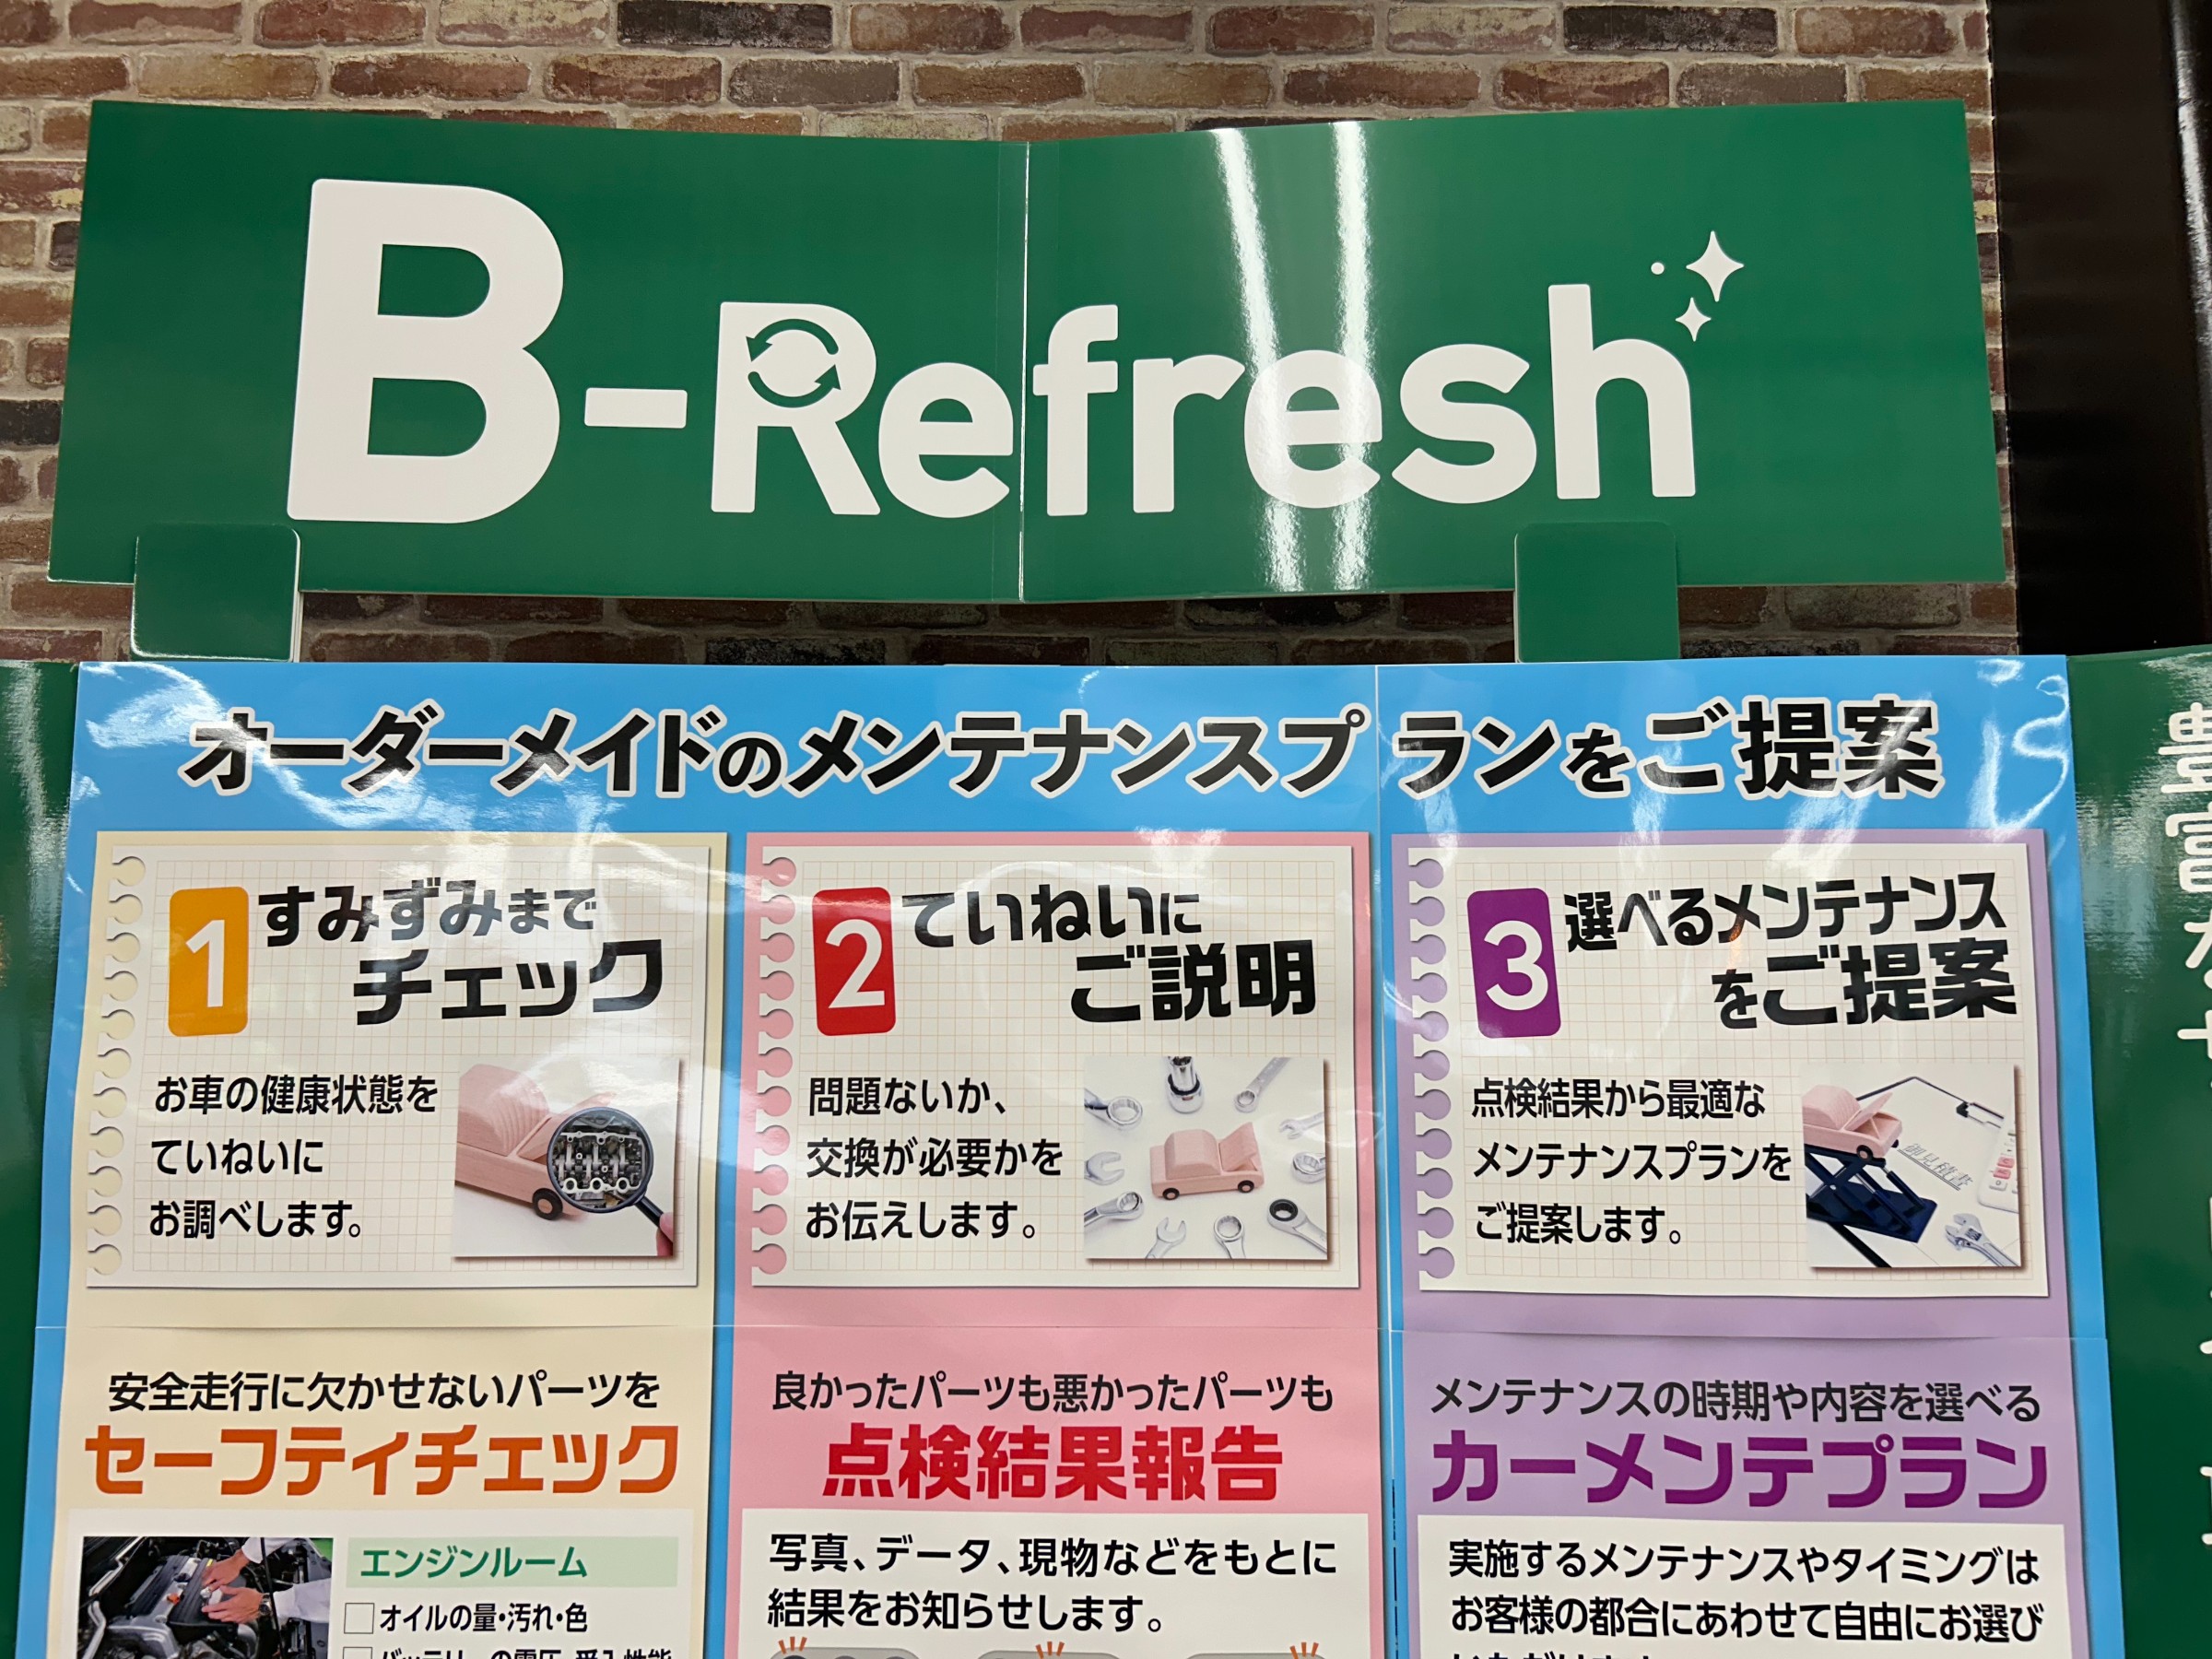 B-Refresh
オーダーメイドのメンテナンスプランをご提案
1
すみずみまで
チェック
お車の健康状態を
ていねいに
お調べします。
安全走行に欠かせないパーツを
セーフティチェック
エンジンルーム
オイルの量・汚れ・色
2
ていねいに
ご説明
問題ないか、
交換が必要かを
お伝えします。
良かったパーツも悪かったパーツも
点検結果報告
写真、データ、現物などをもとに
結果をお知らせします。
3
選べるメンテナンス
をご提案
点検結果から最適な
メンテナンスプランを
ご提案します。
御見積書
メンテナンスの時期や内容を選べる
カーメンテプラン
実施するメンテナンスやタイミングは
お客様の都合にあわせて自由にお選び